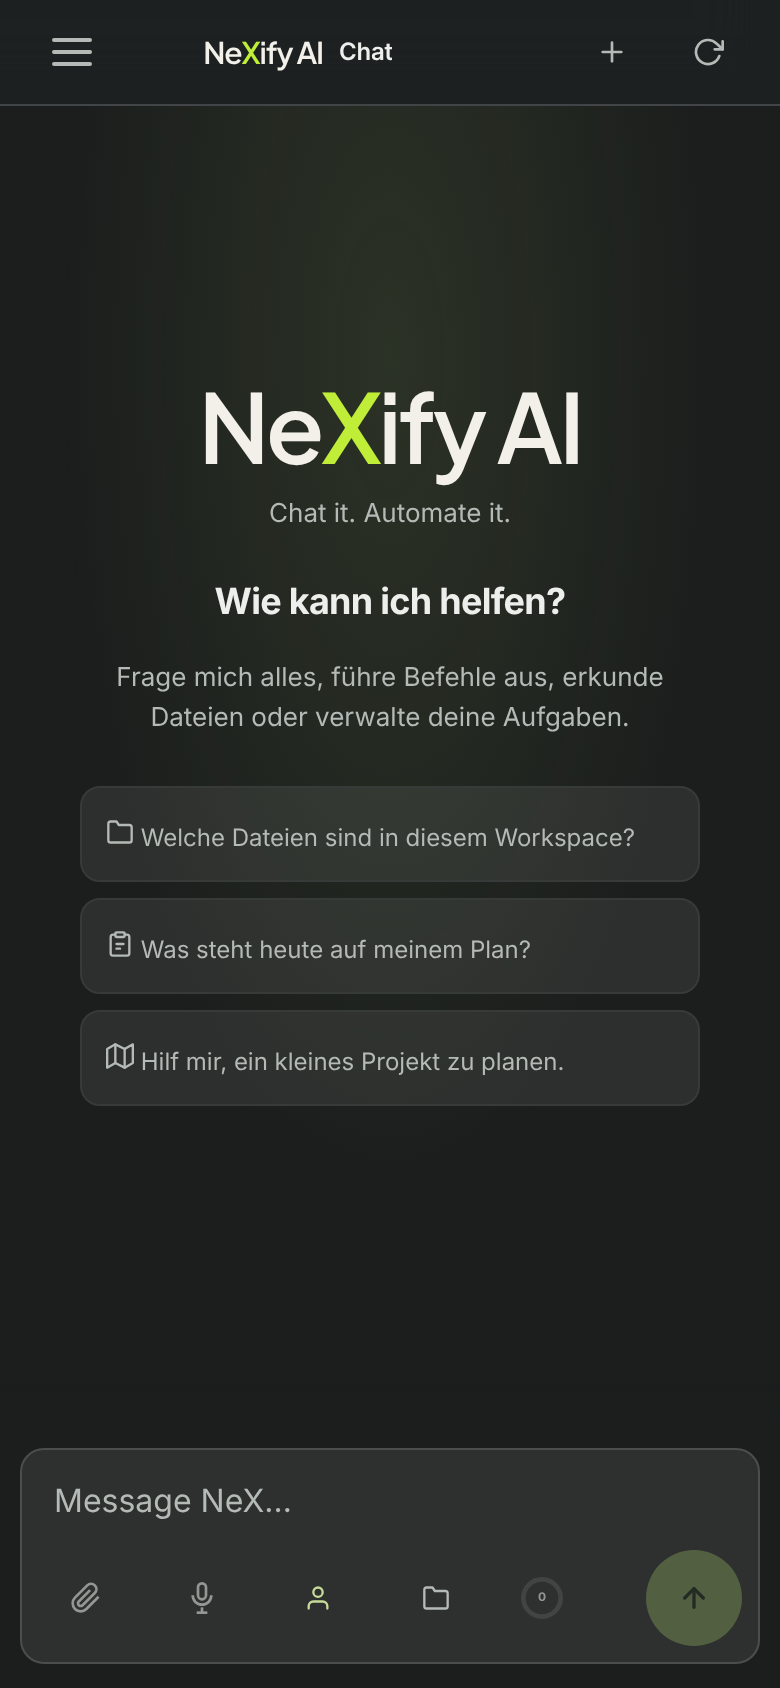 NeXify AI Chat
NeXify AI
Chat it. Automate it.
Wie kann ich helfen?
Frage mich alles, führe Befehle aus, erkunde
Dateien oder verwalte deine Aufgaben.
Welche Dateien sind in diesem Workspace?
Was steht heute auf meinem Plan?
Hilf mir, ein kleines Projekt zu planen.
Message NeX...
0